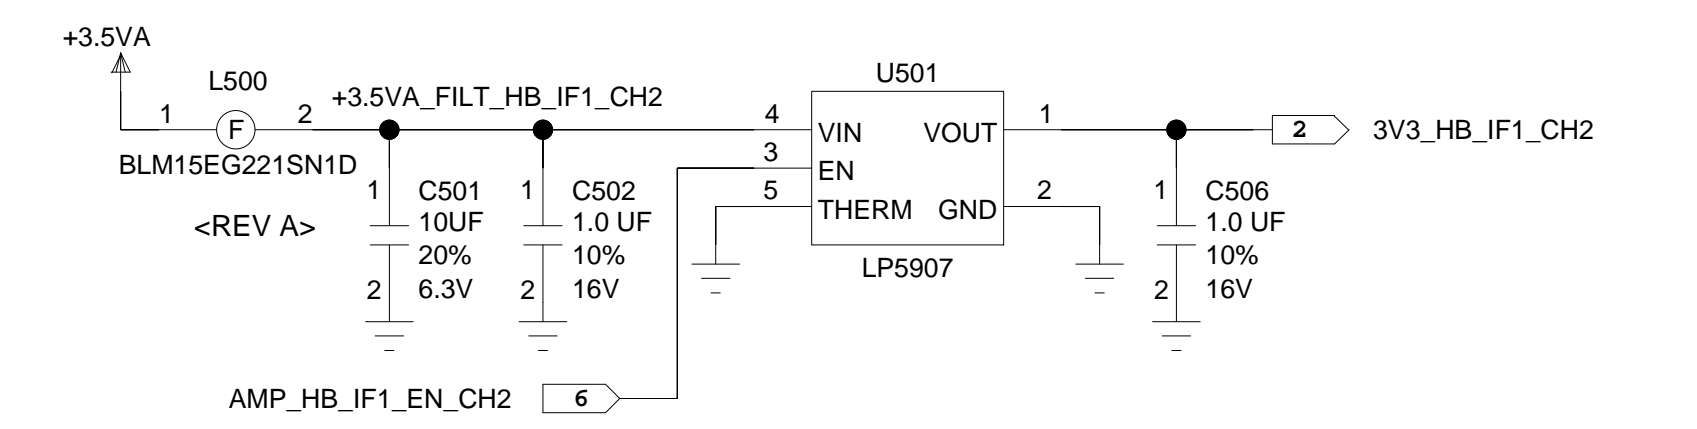 +3.5VA
L500
1
F
2
BLM15EG221SN1D
<REV A>
+3.5VA_FILT_HB_IF1_CH2
1
C501
10UF
20%
2
6.3V
1
C502
1.0 UF
10%
2
16V
U501
4
VIN
VOUT
1
3
EN
5
THERM
GND
2
LP5907
2
3V3_HB_IF1_CH2
1
C506
1.0 UF
10%
2
16V
AMP_HB_IF1_EN_CH2
6